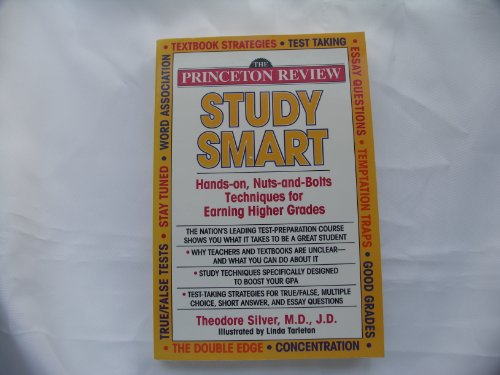 • TEXTBOOK STRATEGIES • TEST TAKING
• ESSAY QUESTIONS • TEMPTATION TRAPS • GOOD GRADES •
TRUE/FALSE TESTS • STAY TUNED • WORD ASSOCIATION
THE
PRINCETON REVIEW
STUDY
SMART
Hands-on, Nuts-and-Bolts
Techniques for
Earning Higher Grades
THE NATION'S LEADING TEST-PREPARATION COURSE
SHOWS YOU WHAT IT TAKES TO BE A GREAT STUDENT
• WHY TEACHERS AND TEXTBOOKS ARE UNCLEAR—
AND WHAT YOU CAN DO ABOUT IT
• STUDY TECHNIQUES SPECIFICALLY DESIGNED
TO BOOST YOUR GPA
• TEST-TAKING STRATEGIES FOR TRUE/FALSE, MULTIPLE
CHOICE, SHORT ANSWER, AND ESSAY QUESTIONS
Theodore Silver, M.D., J.D.
Illustrated by Linda Tarleton
• THE DOUBLE EDGE • CONCENTRATION •